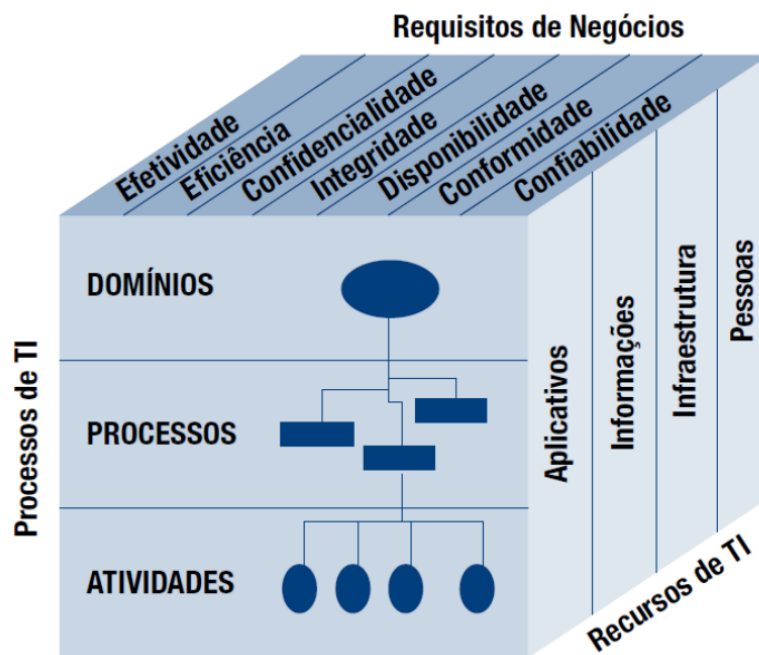 Requisitos de Negócios
Efetividade
Eficiência
Confidencialidade
Integridade
Disponibilidade
Conformidade
Confiabilidade
Processos de TI
DOMÍNIOS
PROCESSOS
ATIVIDADES
Aplicativos
Informações
Infraestrutura
Pessoas
Recursos de TI